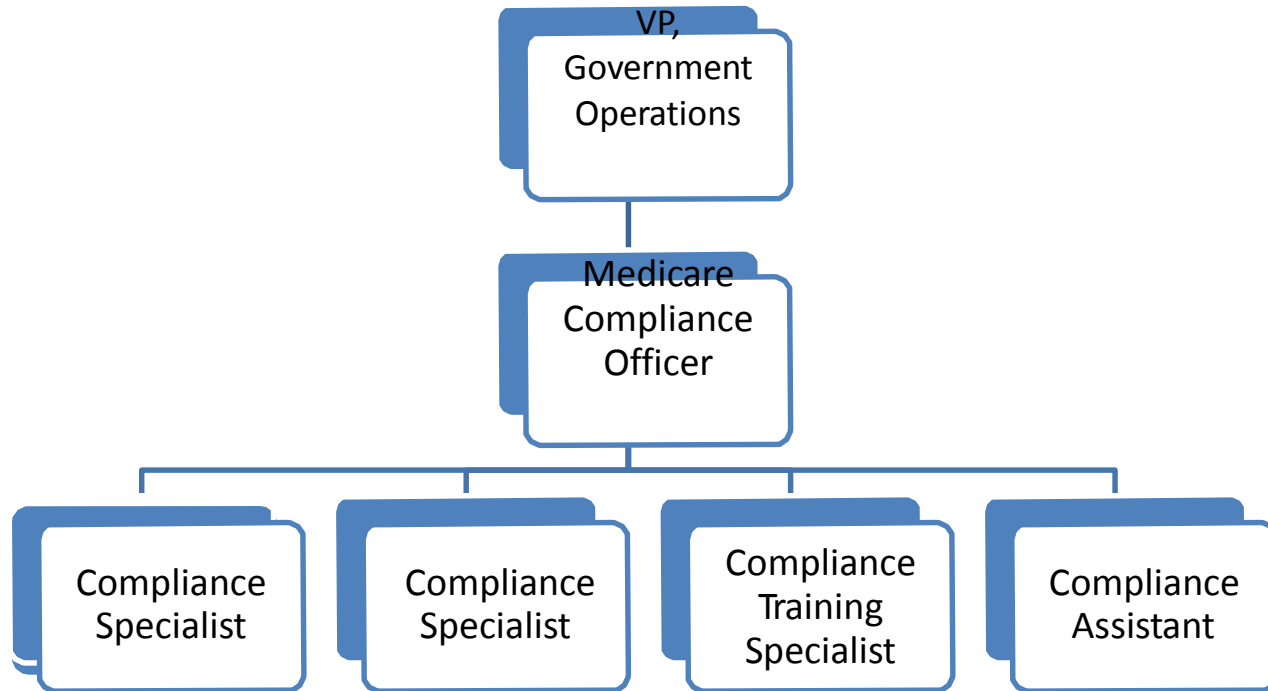 VP,
Government
Operations
Medicare
Compliance
Officer
Compliance
Specialist
Compliance
Specialist
Compliance
Training
Specialist
Compliance
Assistant